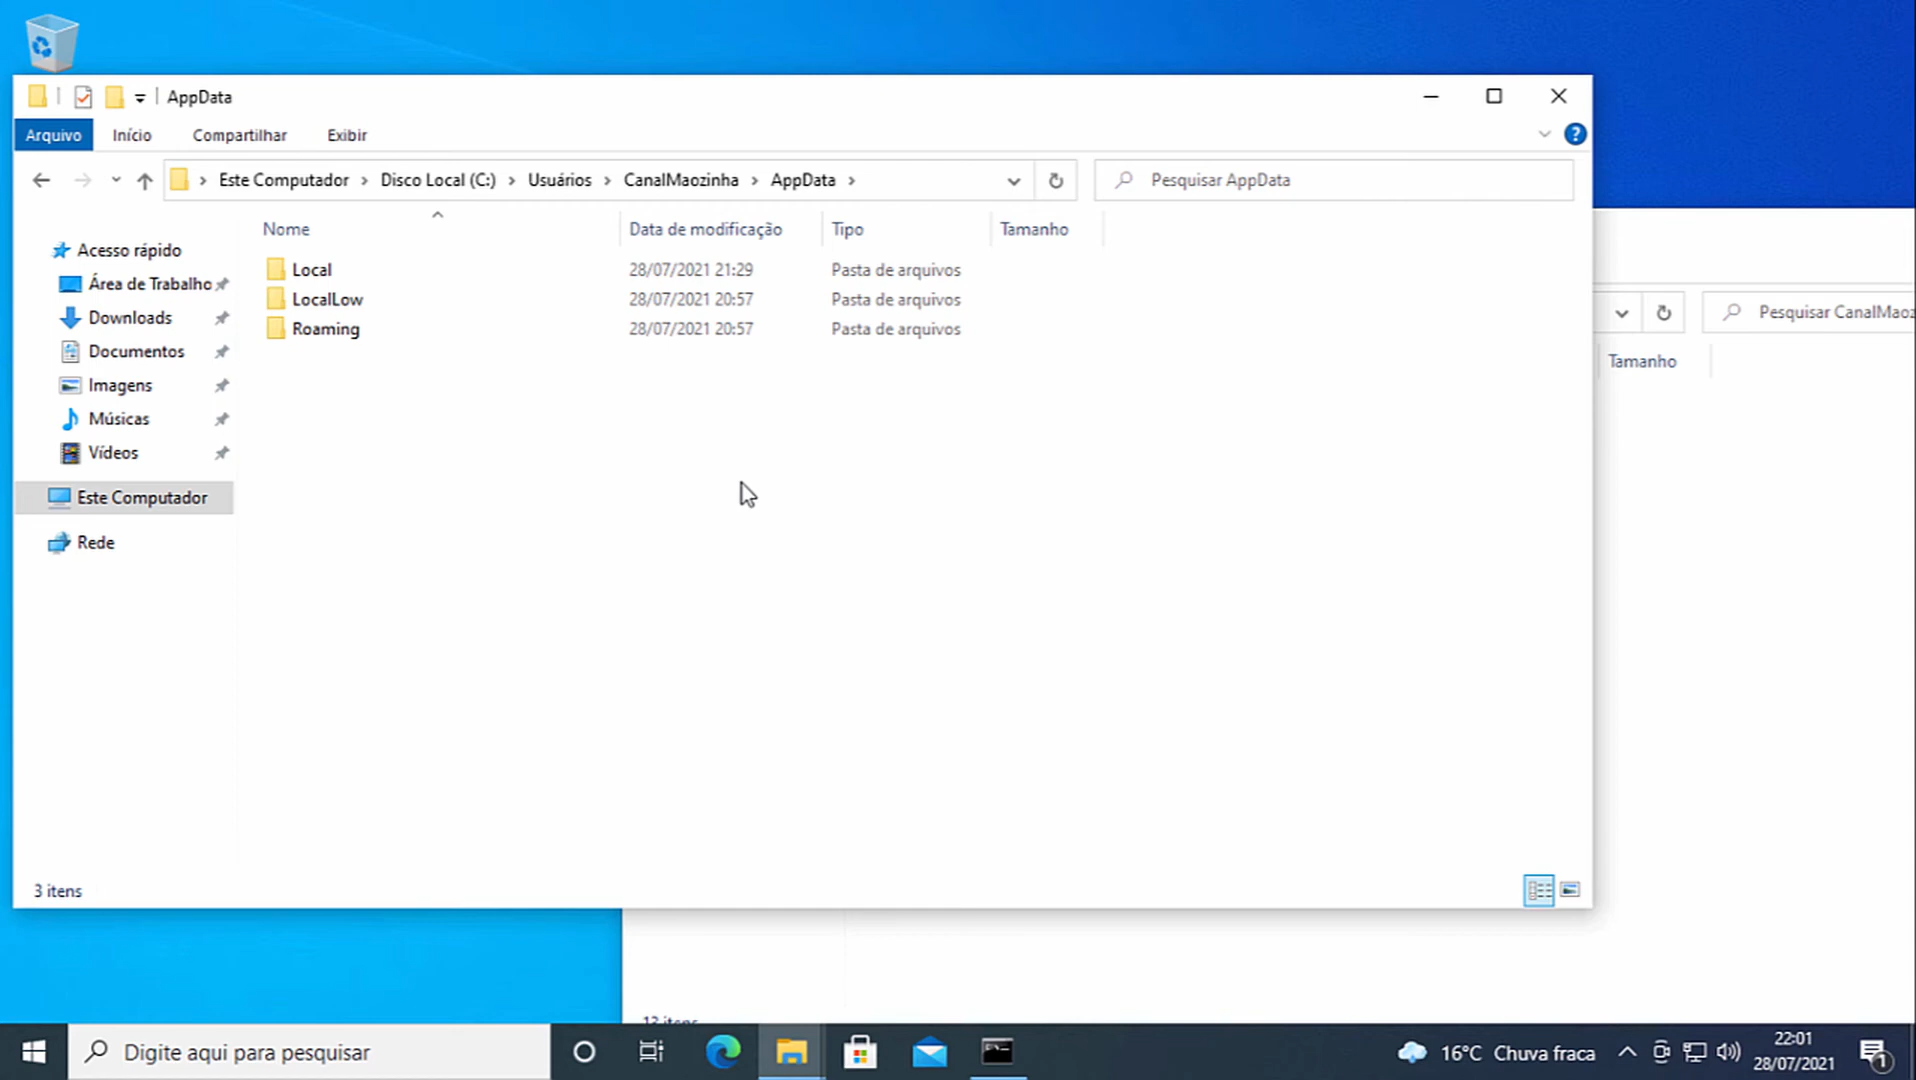 AppData
Arquivo Início Compartilhar Exibir
Este Computador Disco Local (C:) Usuários CanalMaozinha AppData Pesquisar AppData
Nome Data de modificação Tipo Tamanho
Acesso rápido
Área de Trabalho
Downloads
Documentos
Imagens
Músicas
Vídeos
Este Computador
Rede
Local 28/07/2021 21:29 Pasta de arquivos
LocalLow 28/07/2021 20:57 Pasta de arquivos
Roaming 28/07/2021 20:57 Pasta de arquivos
3 itens
Pesquisar CanalMaoz
Tamanho
13 itens
Digite aqui para pesquisar
16°C Chuva fraca
22:01
28/07/2021
1